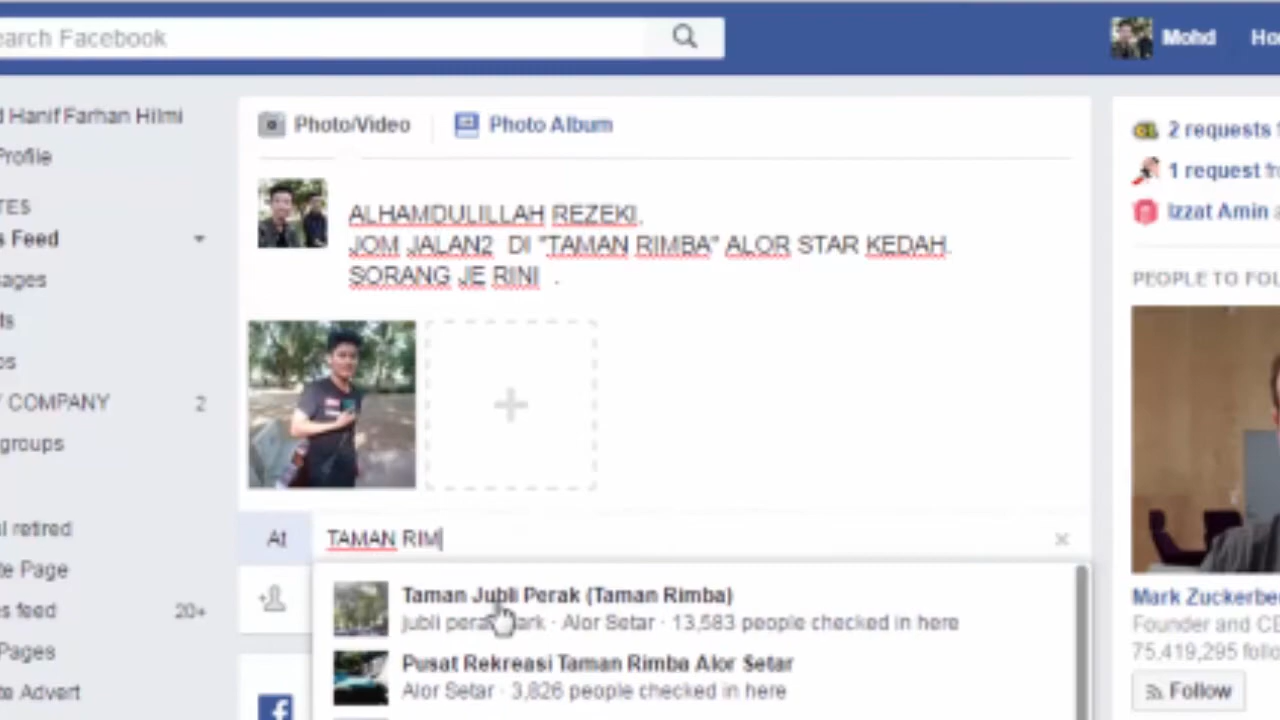 earch Facebook
Mohd
Ho
d Hanif Farhan Hilmi
Profile
TES
s Feed
ages
ts
os
Y COMPANY 2
groups
l retired
te Page
s feed 20+
Pages
te Advert
Photo/Video
Photo Album
ALHAMDULILLAH REZEKI,
JOM JALAN2 DI "TAMAN RIMBA" ALOR STAR KEDAH.
SORANG JE RINI .
At TAMAN RIM
Taman Jubli Perak (Taman Rimba)
jubli perak park · Alor Setar · 13,583 people checked in here
Pusat Rekreasi Taman Rimba Alor Setar
Alor Setar · 3,826 people checked in here
2 requests f
1 request fro
Izzat Amin a
PEOPLE TO FOL
Mark Zuckerbe
Founder and CE
75,419,295 follo
Follow